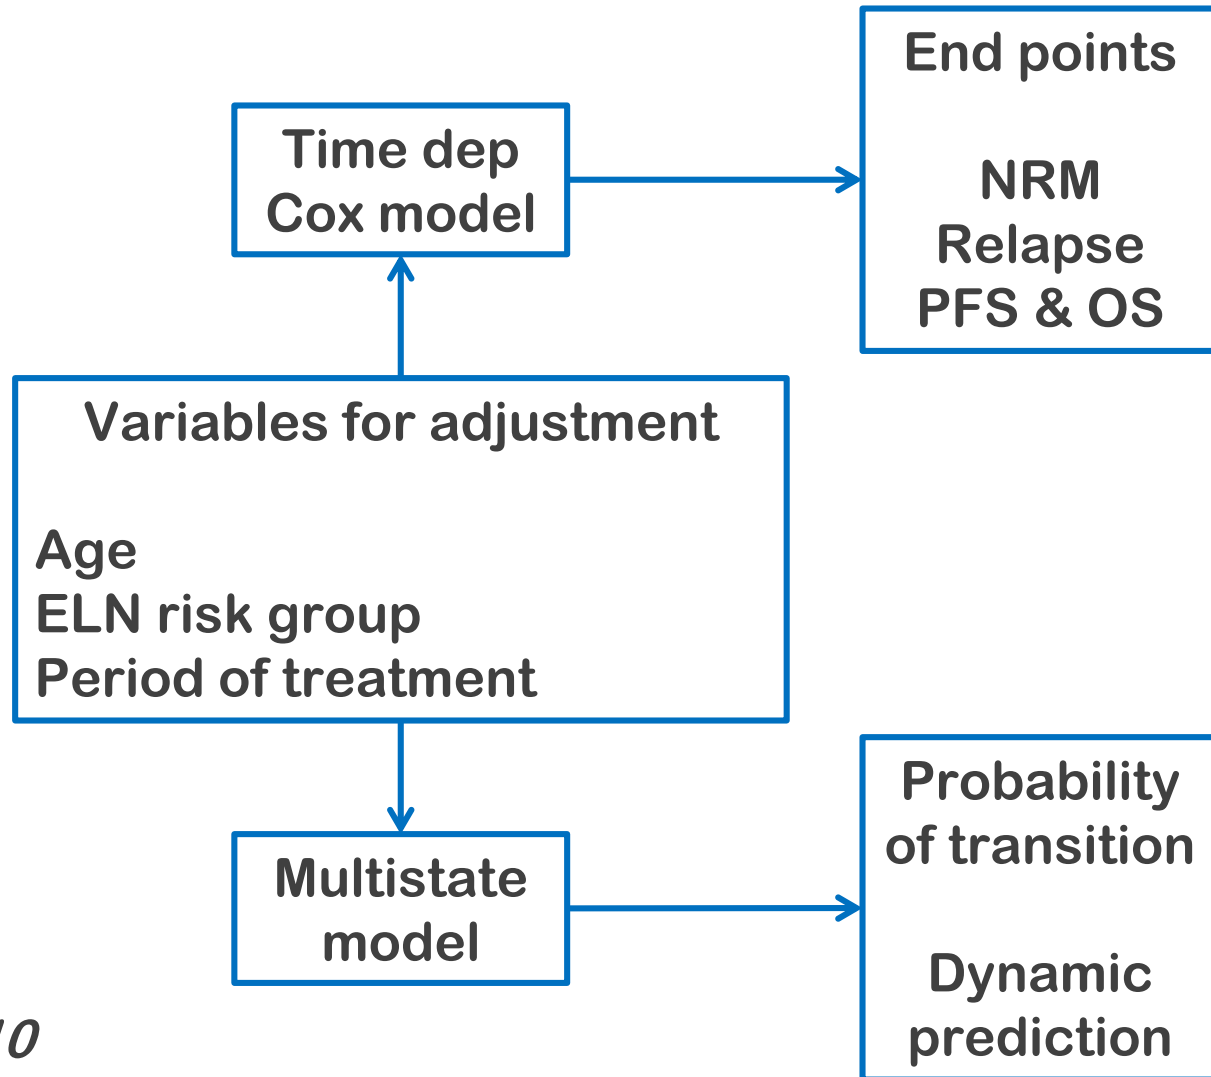 End points
NRM
Relapse
PFS & OS
Time dep
Cox model
Variables for adjustment
Age
ELN risk group
Period of treatment
Multistate
model
Probability
of transition
Dynamic
prediction